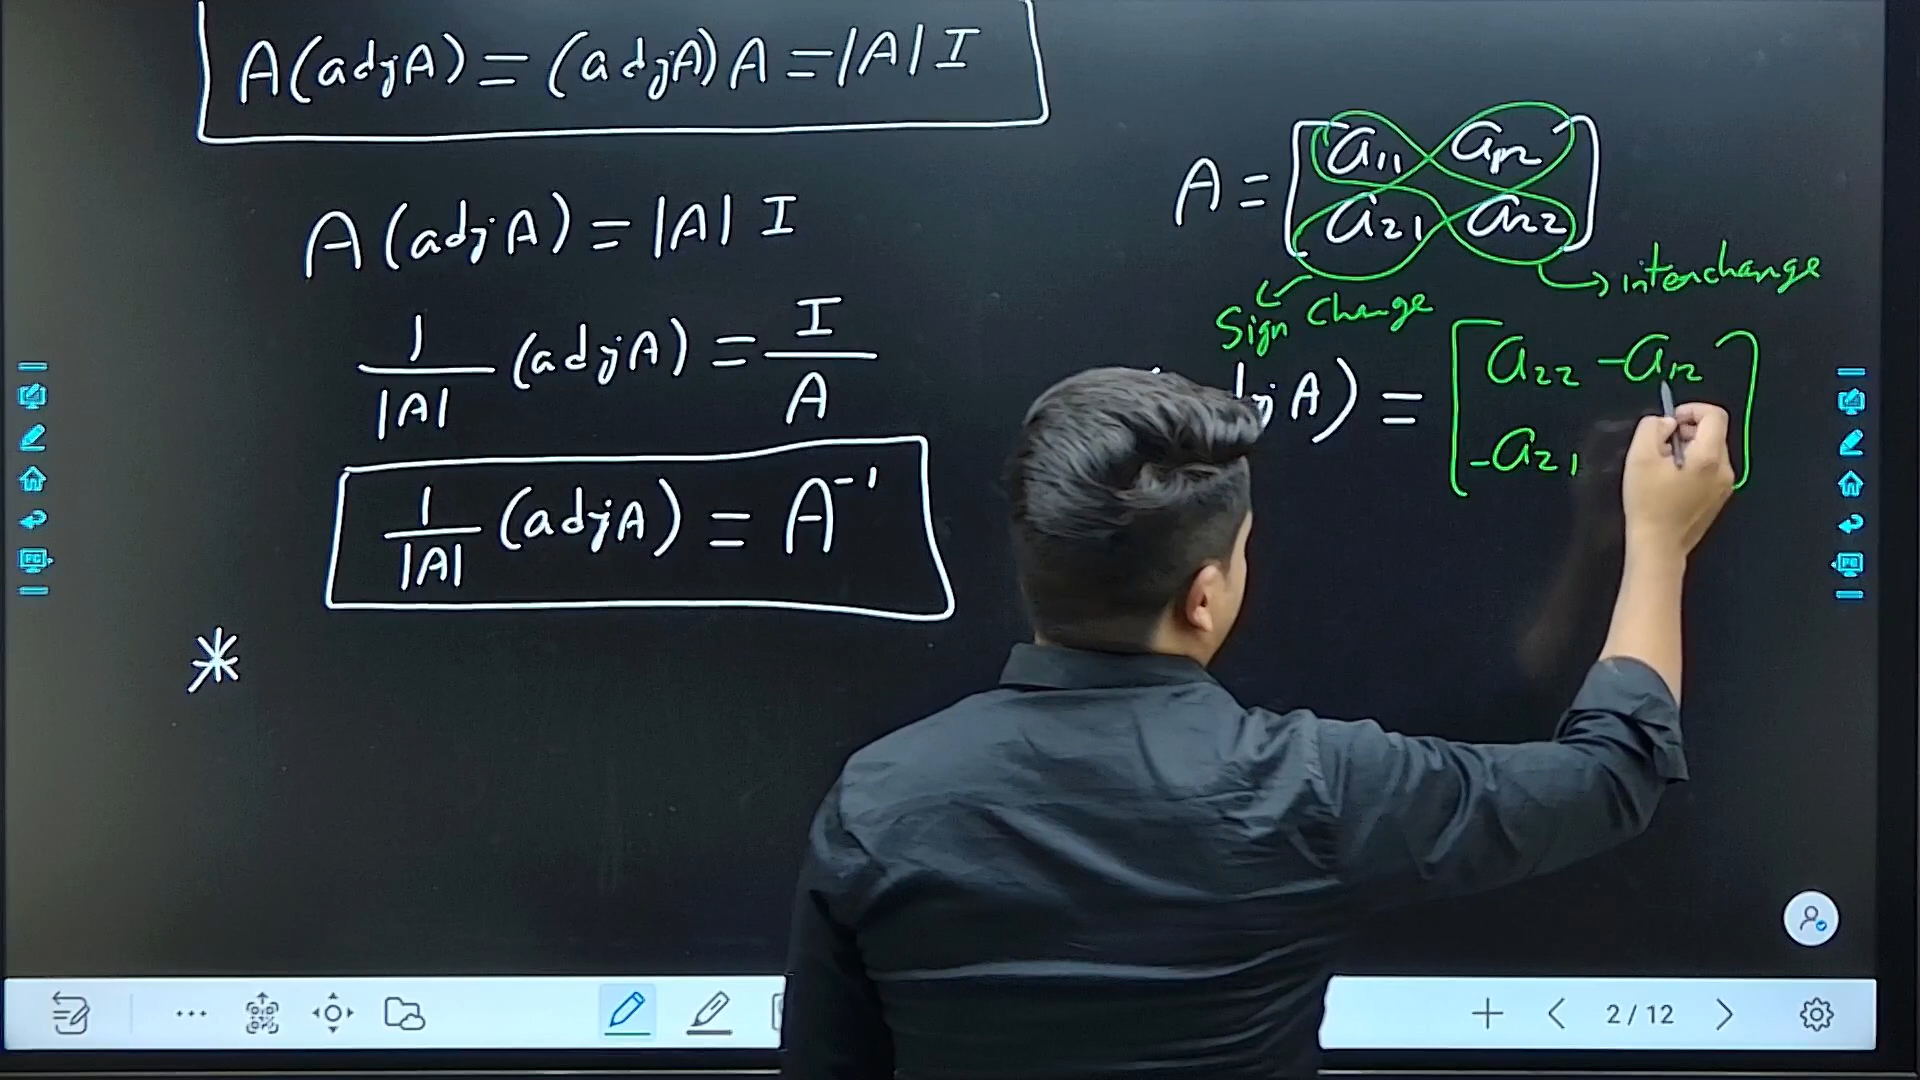 A(adjA) = (adjA) A = |A| I
A (adjA) = |A| I
1/|A| (adjA) = I/A
1/|A| (adjA) = A⁻¹
*
A = [a₁₁ a₁₂
a₂₁ a₂₂]
Sign change
interchange
jA) = [a₂₂ -a₁₂
-a₂₁ ]
2/12